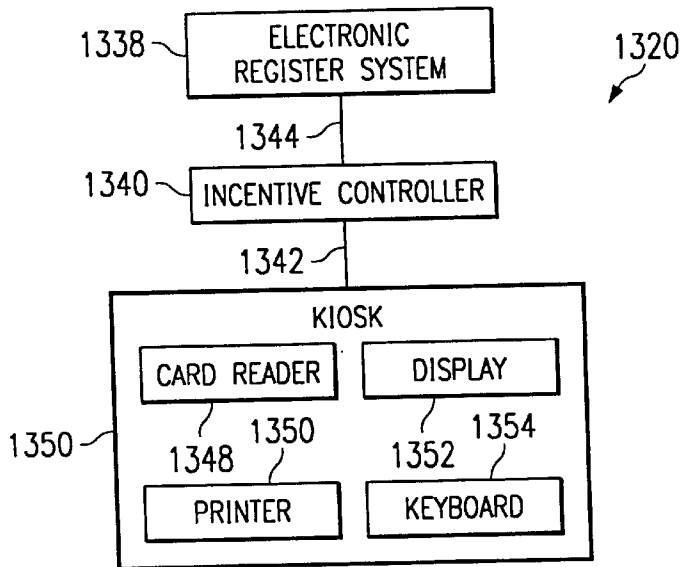 1338
ELECTRONIC
REGISTER SYSTEM
1320
1344
1340
INCENTIVE CONTROLLER
1342
KIOSK
CARD READER
DISPLAY
1350
1348
1350
1352
1354
PRINTER
KEYBOARD